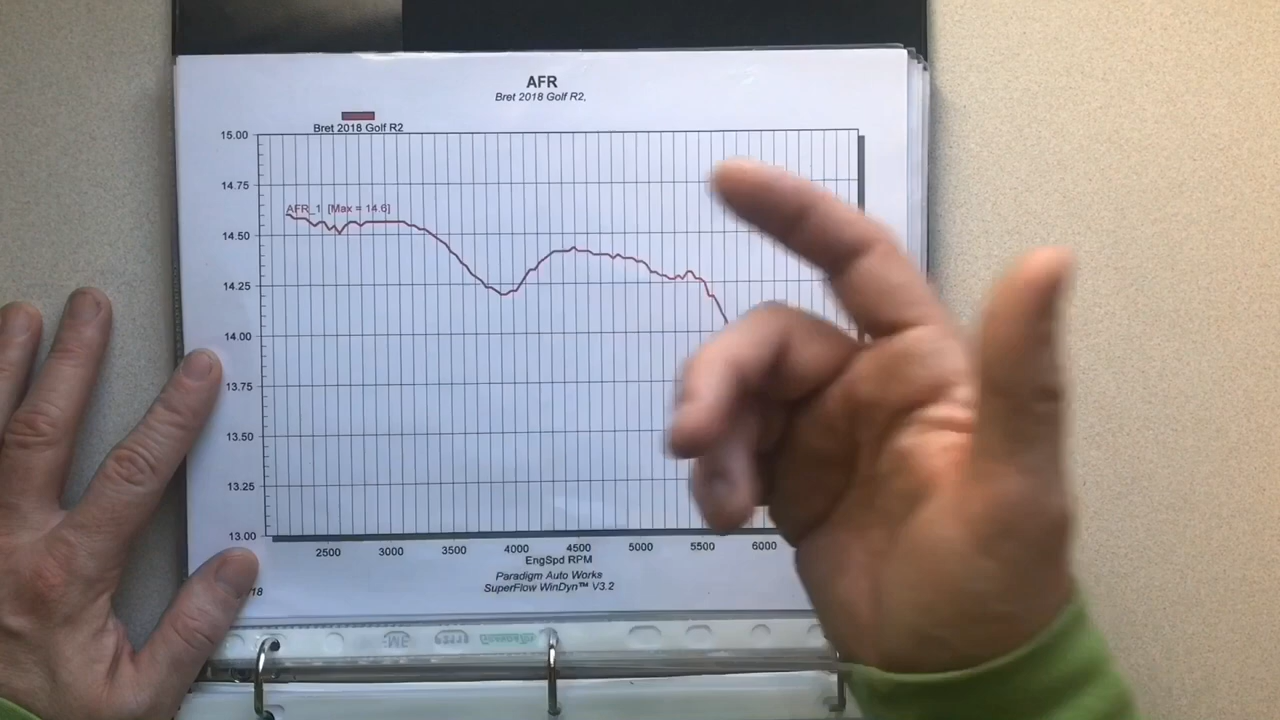 AFR
Bret 2018 Golf R2,
Bret 2018 Golf R2
15.00
14.75
AFR_1 [Max = 14.6]
14.50
14.25
14.00
13.75
13.50
13.25
13.00
2500 3000 3500 4000 4500 5000 5500 6000
EngSpd RPM
Paradigm Auto Works
SuperFlow WinDyn™ V3.2
18